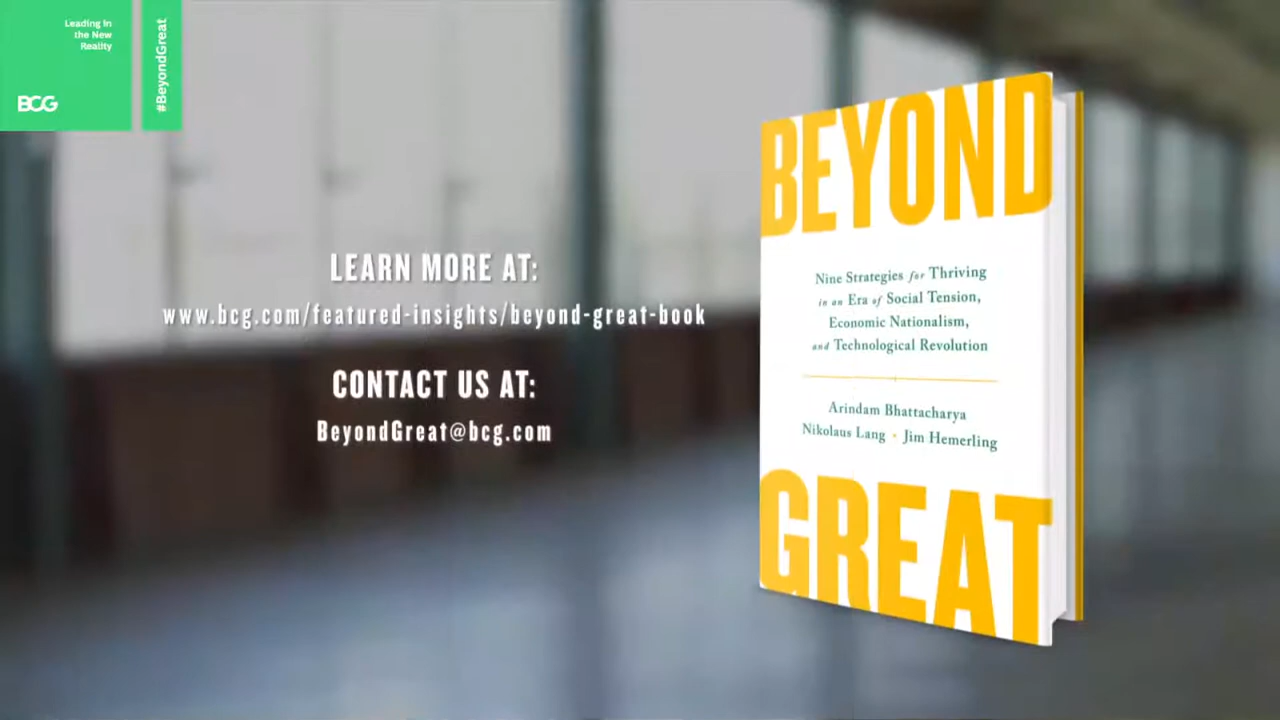 Leading in
the New
Reality
BCG
#BeyondGreat
LEARN MORE AT:
www.bcg.com/featured-insights/beyond-great-book
CONTACT US AT:
BeyondGreat@bcg.com
BEYOND
Nine Strategies for Thriving
in an Era of Social Tension,
Economic Nationalism,
and Technological Revolution
Arindam Bhattacharya
Nikolaus Lang • Jim Hemerling
GREAT